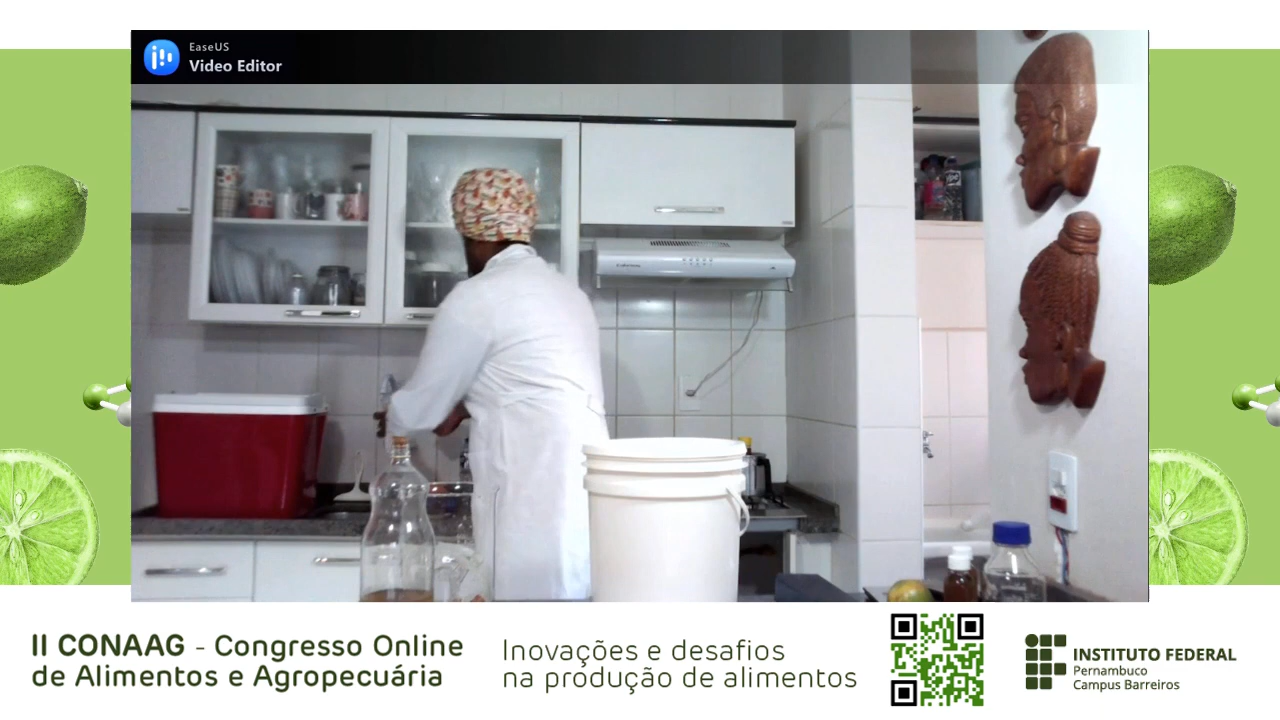 EaseUS
Video Editor
II CONAAG - Congresso Online
de Alimentos e Agropecuária
Inovações e desafios
na produção de alimentos
INSTITUTO FEDERAL
Pernambuco
Campus Barreiros